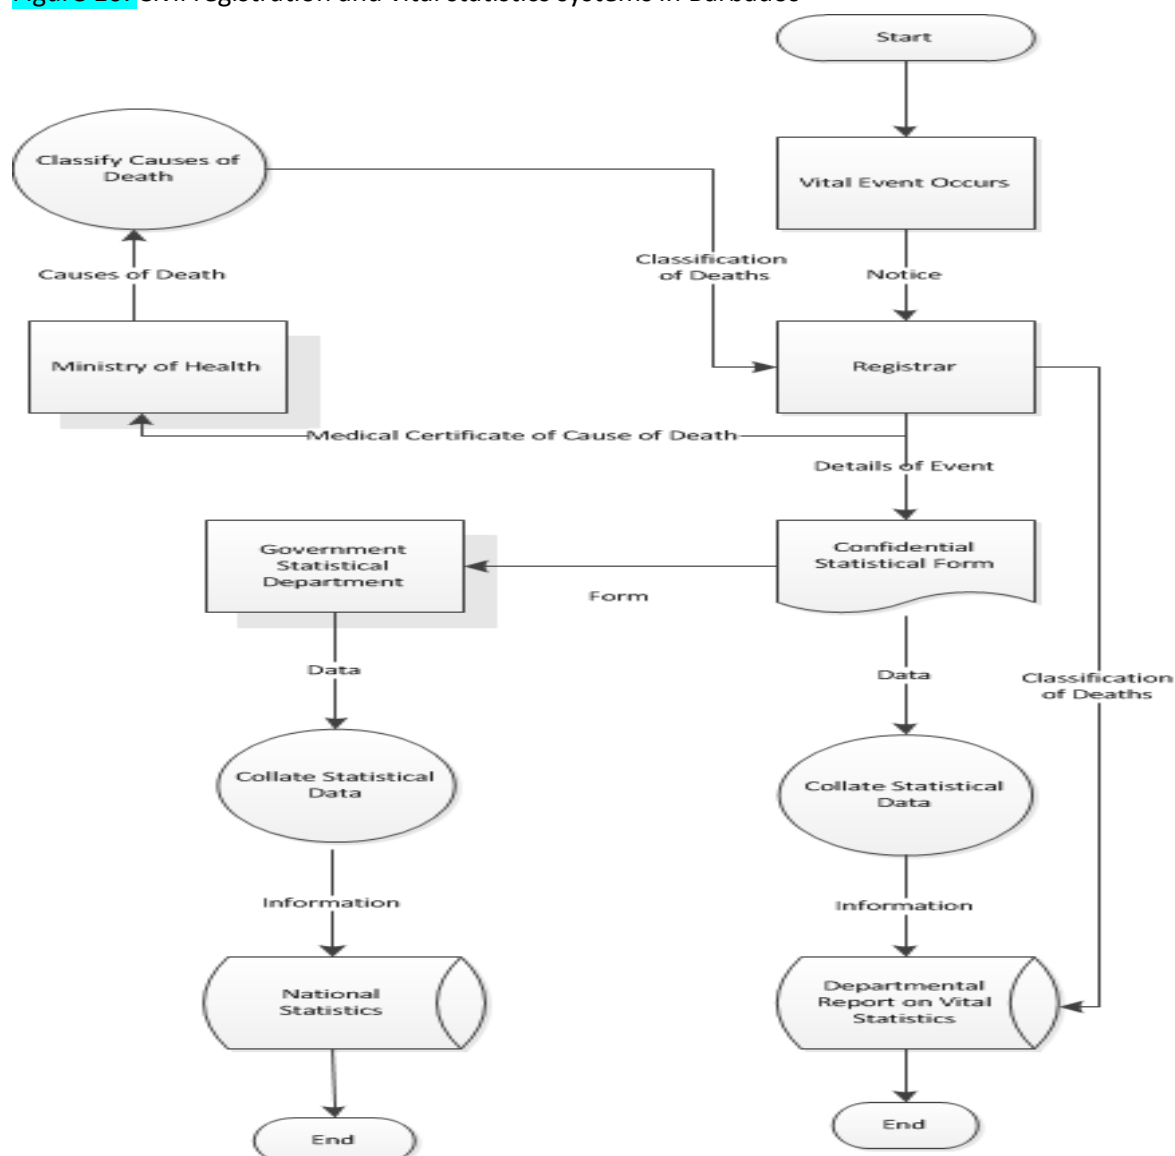 Figure
Civil registration and vital statistics systems in Barbados
Start
Classify Causes of
Death
Vital Event Occurs
Causes of Death
Classification
of Deaths
Notice
Ministry of Health
Registrar
Medical Certificate of Cause of Death
Details of Event
Government
Statistical
Department
Form
Confidential
Statistical Form
Data
Data
Classification
of Deaths
Collate Statistical
Data
Collate Statistical
Data
Information
Information
National
Statistics
Departmental
Report on Vital
Statistics
End
End